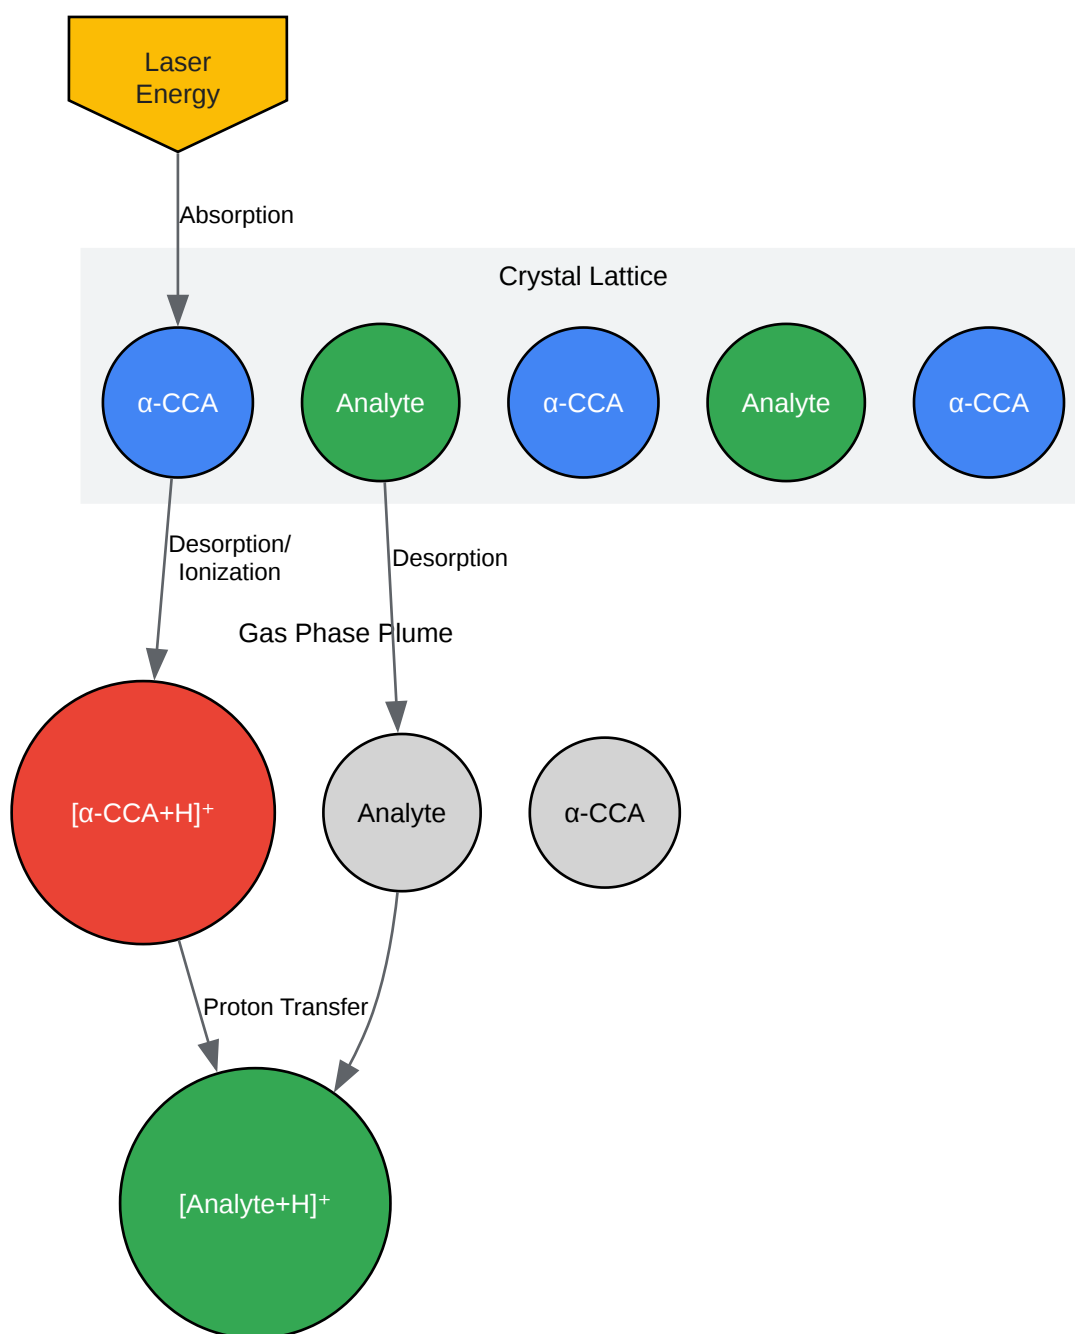 Laser
Energy
Absorption
Crystal Lattice
α-CCA
Analyte
α-CCA
Analyte
α-CCA
Desorption/
Ionization
Desorption
Gas Phase Plume
[α-CCA+H]⁺
Analyte
α-CCA
Proton Transfer
[Analyte+H]⁺